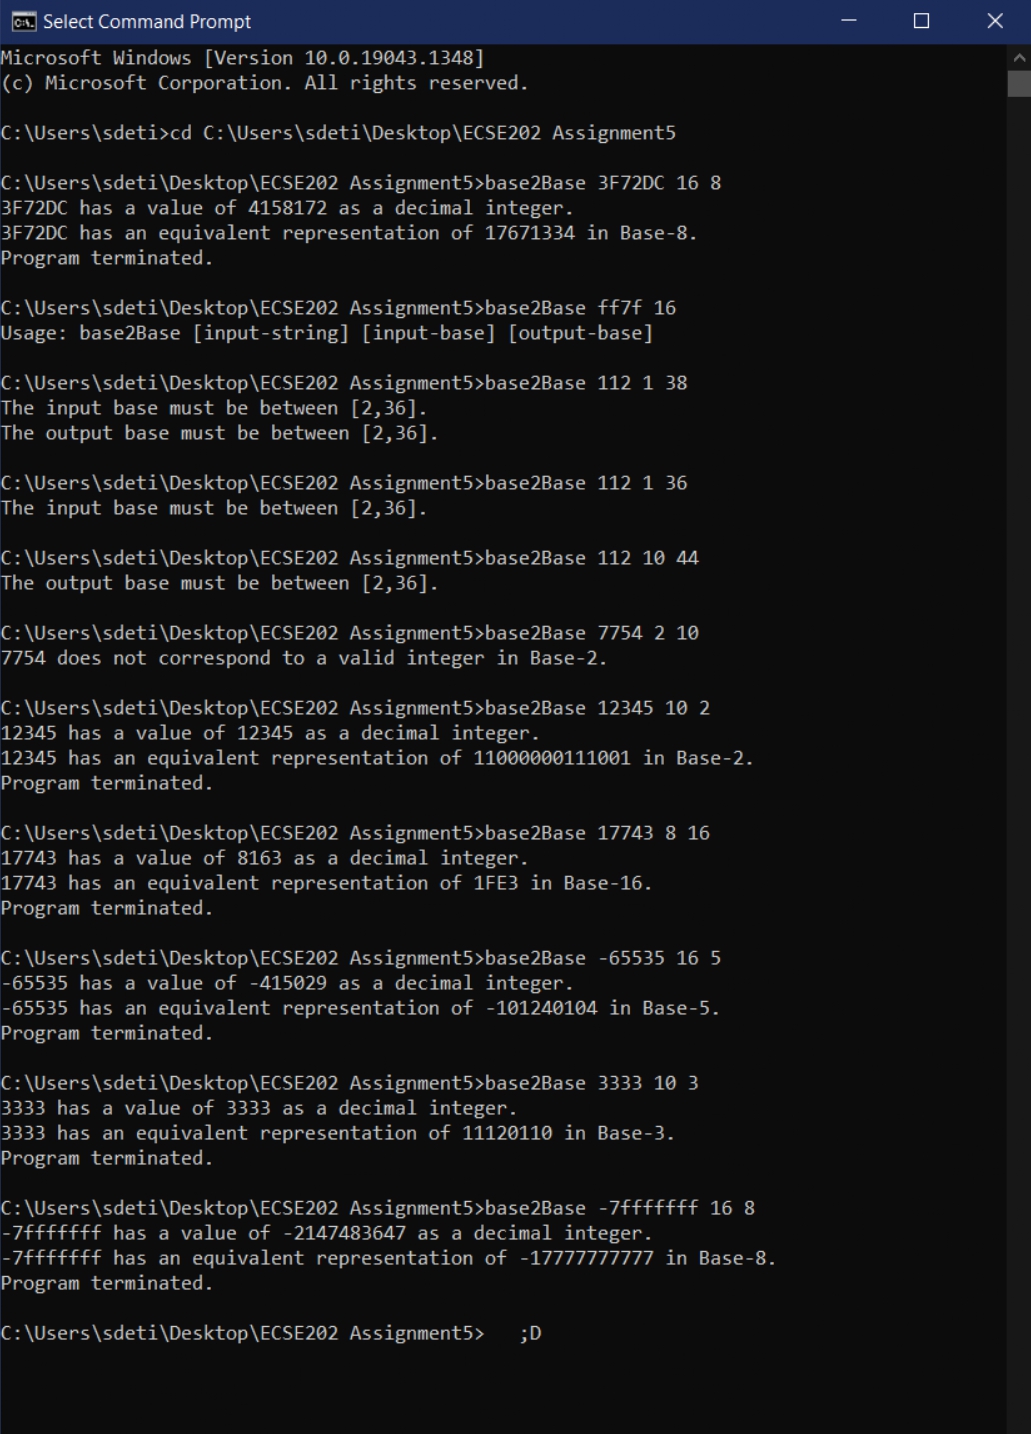 Select Command Prompt
Microsoft Windows [Version 10.0.19043.1348]
(c) Microsoft Corporation. All rights reserved.
C:\Users\sdeti>cd C:\Users\sdeti\Desktop\ECSE202 Assignment5
C:\Users\sdeti\Desktop\ECSE202 Assignment5>base2Base 3F72DC 16 8
3F72DC has a value of 4158172 as a decimal integer.
3F72DC has an equivalent representation of 17671334 in Base-8.
Program terminated.
C:\Users\sdeti\Desktop\ECSE202 Assignment5>base2Base ff7f 16
Usage: base2Base [input-string] [input-base] [output-base]
C:\Users\sdeti\Desktop\ECSE202 Assignment5>base2Base 112 1 38
The input base must be between [2,36].
The output base must be between [2,36].
C:\Users\sdeti\Desktop\ECSE202 Assignment5>base2Base 112 1 36
The input base must be between [2,36].
C:\Users\sdeti\Desktop\ECSE202 Assignment5>base2Base 112 10 44
The output base must be between [2,36].
C:\Users\sdeti\Desktop\ECSE202 Assignment5>base2Base 7754 2 10
7754 does not correspond to a valid integer in Base-2.
C:\Users\sdeti\Desktop\ECSE202 Assignment5>base2Base 12345 10 2
12345 has a value of 12345 as a decimal integer.
12345 has an equivalent representation of 11000000111001 in Base-2.
Program terminated.
C:\Users\sdeti\Desktop\ECSE202 Assignment5>base2Base 17743 8 16
17743 has a value of 8163 as a decimal integer.
17743 has an equivalent representation of 1FE3 in Base-16.
Program terminated.
C:\Users\sdeti\Desktop\ECSE202 Assignment5>base2Base -65535 16 5
-65535 has a value of -415029 as a decimal integer.
-65535 has an equivalent representation of -101240104 in Base-5.
Program terminated.
C:\Users\sdeti\Desktop\ECSE202 Assignment5>base2Base 3333 10 3
3333 has a value of 3333 as a decimal integer.
3333 has an equivalent representation of 11120110 in Base-3.
Program terminated.
C:\Users\sdeti\Desktop\ECSE202 Assignment5>base2Base -7fffffff 16 8
-7fffffff has a value of -2147483647 as a decimal integer.
-7fffffff has an equivalent representation of -17777777777 in Base-8.
Program terminated.
C:\Users\sdeti\Desktop\ECSE202 Assignment5>   ;D